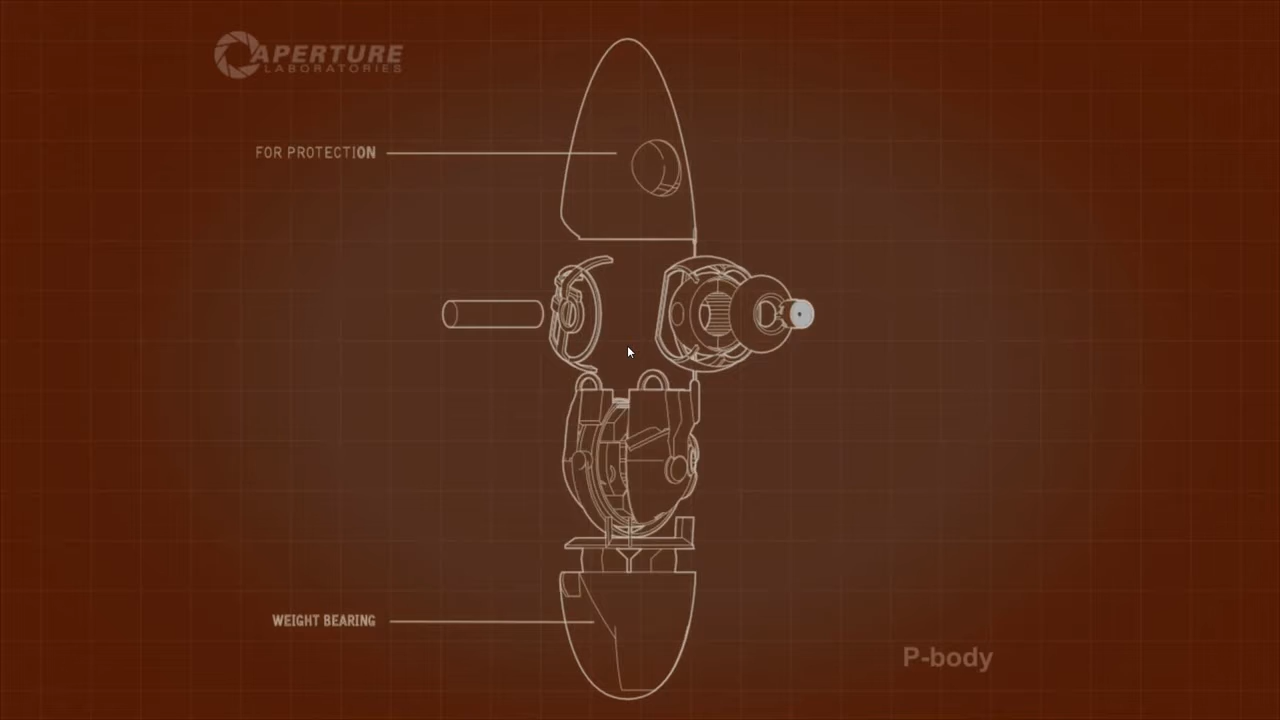 APERTURE
LABORATORIES
FOR PROTECTION
WEIGHT BEARING
P-body